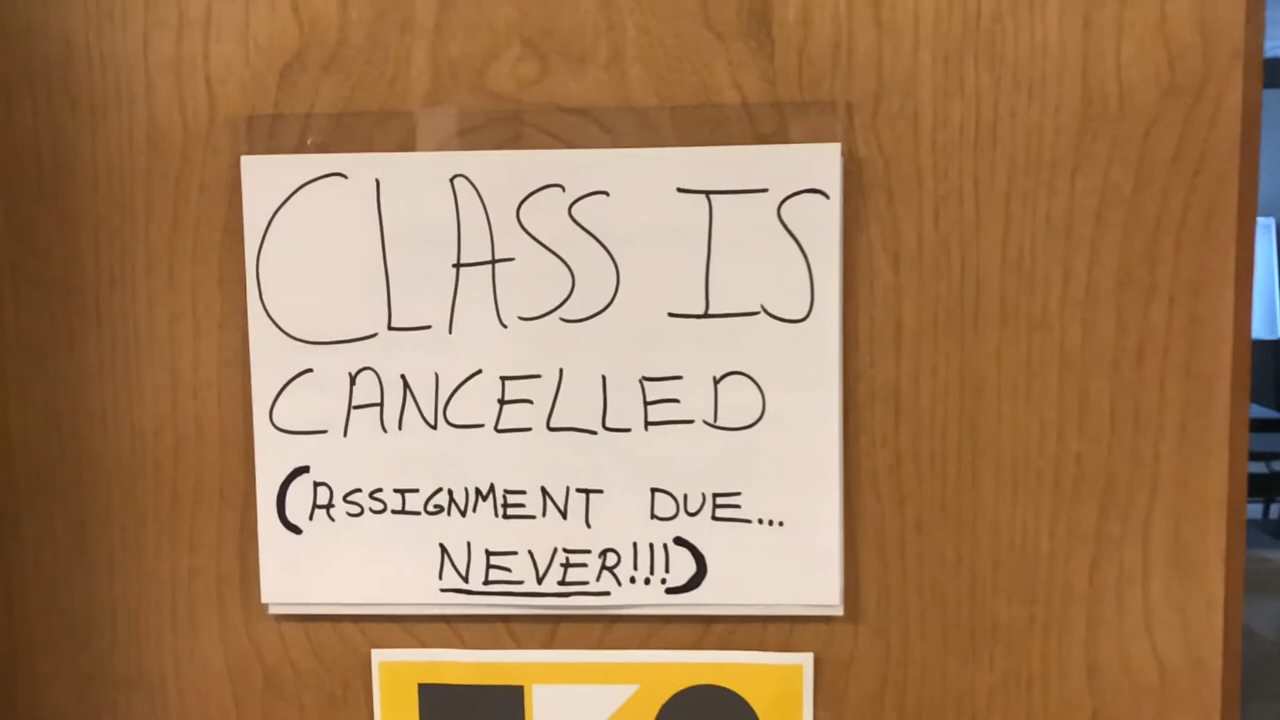 CLASS IS
CANCELLED
(ASSIGNMENT DUE...
NEVER!!!)